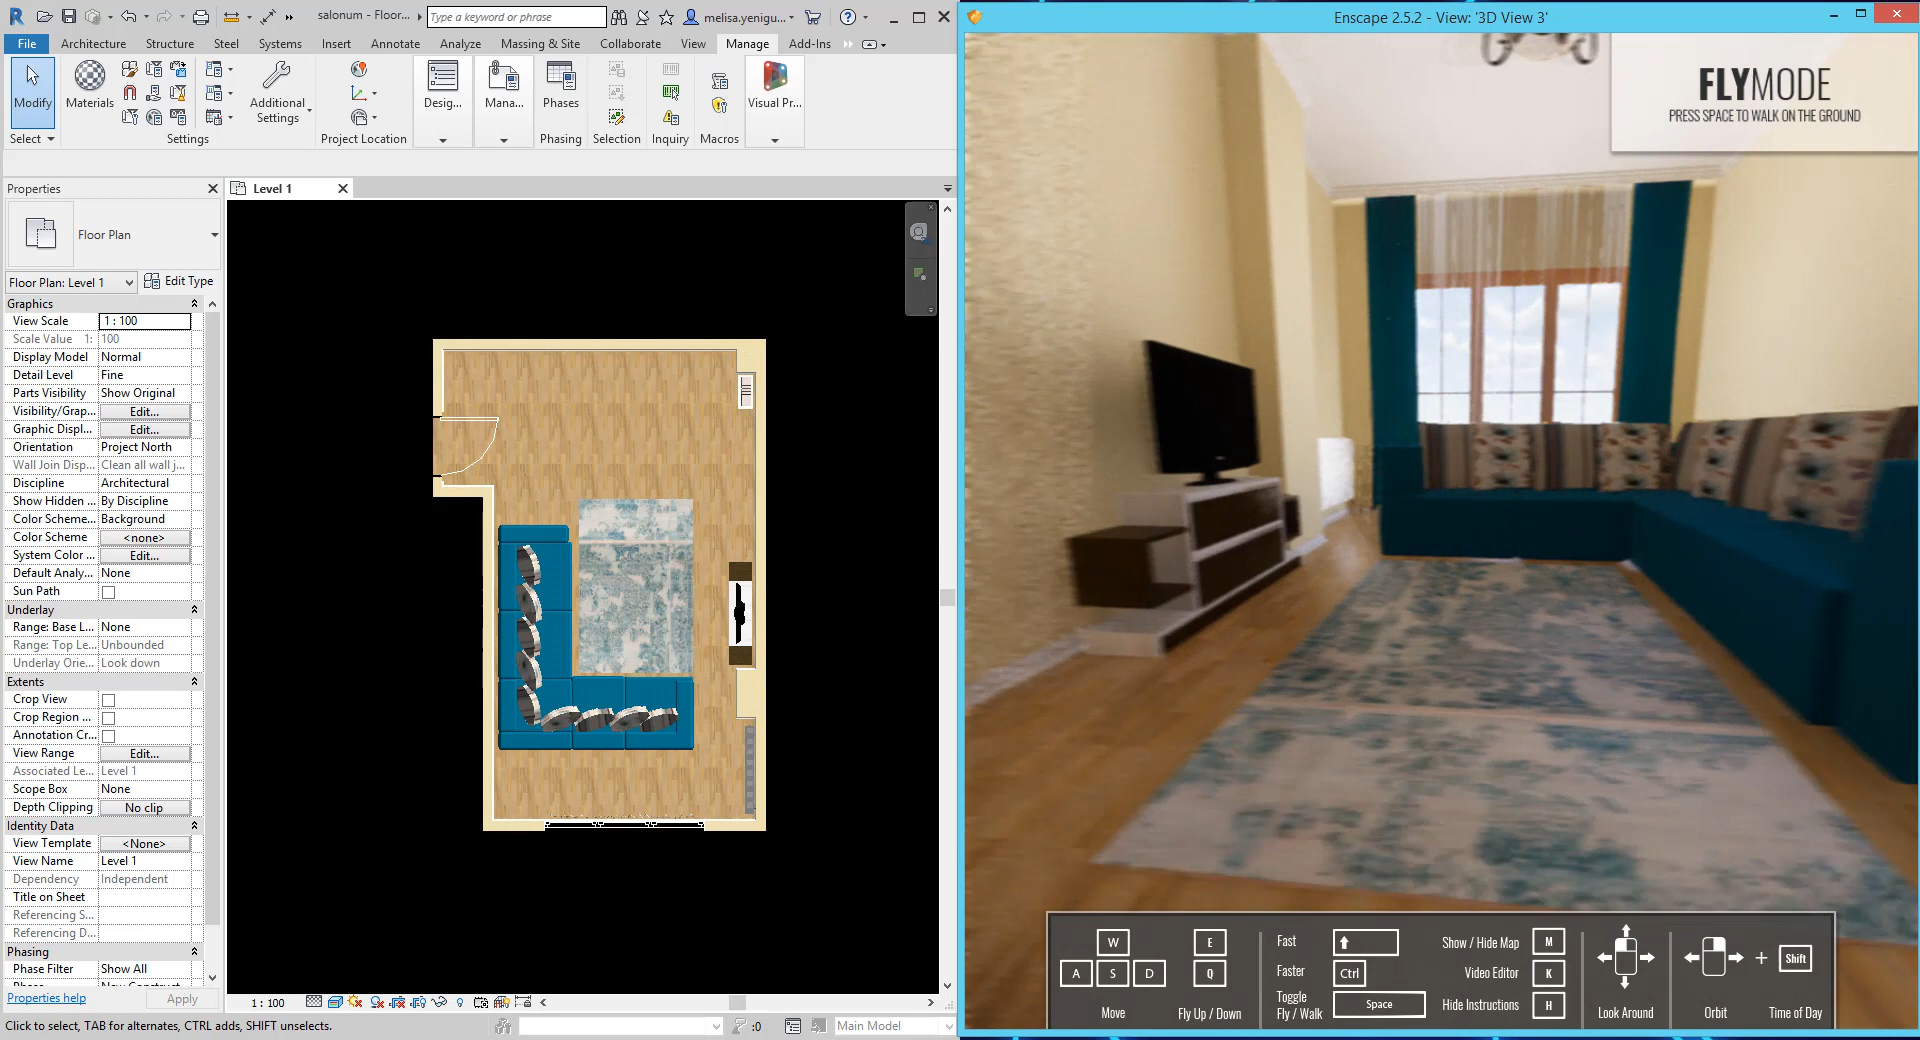 salonum - Floor...
Type a keyword or phrase
melisa.yenigu...
File
Architecture
Structure
Steel
Systems
Insert
Annotate
Analyze
Massing & Site
Collaborate
View
Manage
Add-Ins
Modify
Materials
Additional
Settings
Desig...
Mana...
Phases
Visual Pr...
Select
Settings
Project Location
Phasing
Selection
Inquiry
Macros
Properties
Floor Plan
Floor Plan: Level 1
Edit Type
Graphics
View Scale 1 : 100
Scale Value 1: 100
Display Model Normal
Detail Level Fine
Parts Visibility Show Original
Visibility/Grap... Edit...
Graphic Displ... Edit...
Orientation Project North
Wall Join Disp... Clean all wall j...
Discipline Architectural
Show Hidden ... By Discipline
Color Scheme... Background
Color Scheme <none>
System Color ... Edit...
Default Analy... None
Sun Path
Underlay
Range: Base L... None
Range: Top Le... Unbounded
Underlay Orie... Look down
Extents
Crop View
Crop Region ...
Annotation Cr...
View Range Edit...
Associated Le... Level 1
Scope Box None
Depth Clipping No clip
Identity Data
View Template <None>
View Name Level 1
Dependency Independent
Title on Sheet
Referencing S...
Referencing D...
Phasing
Phase Filter Show All
Properties help
Apply
Level 1
1 : 100
Click to select, TAB for alternates, CTRL adds, SHIFT unselects.
:0
Main Model
Enscape 2.5.2 - View: '3D View 3'
FLYMODE
PRESS SPACE TO WALK ON THE GROUND
W
A S D
Move
E
Q
Fly Up / Down
Fast
Faster Ctrl
Toggle
Fly / Walk
Space
Show / Hide Map M
Video Editor K
Hide Instructions H
Look Around
Orbit
+ Shift
Time of Day